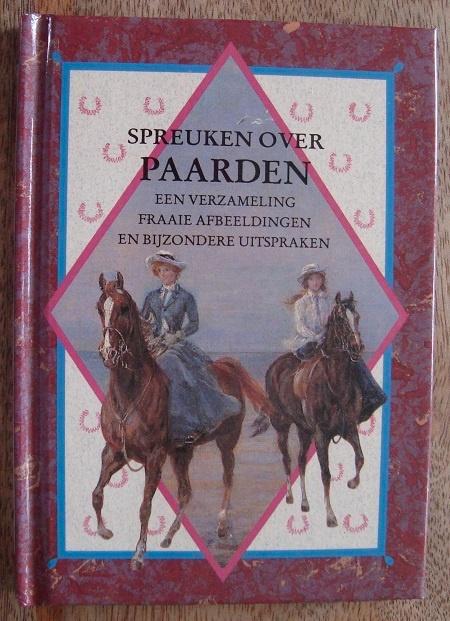 SPREUKEN OVER
PAARDEN
EEN VERZAMELING
FRAAIE AFBEELDINGEN
EN BIJZONDERE UITSPRAKEN